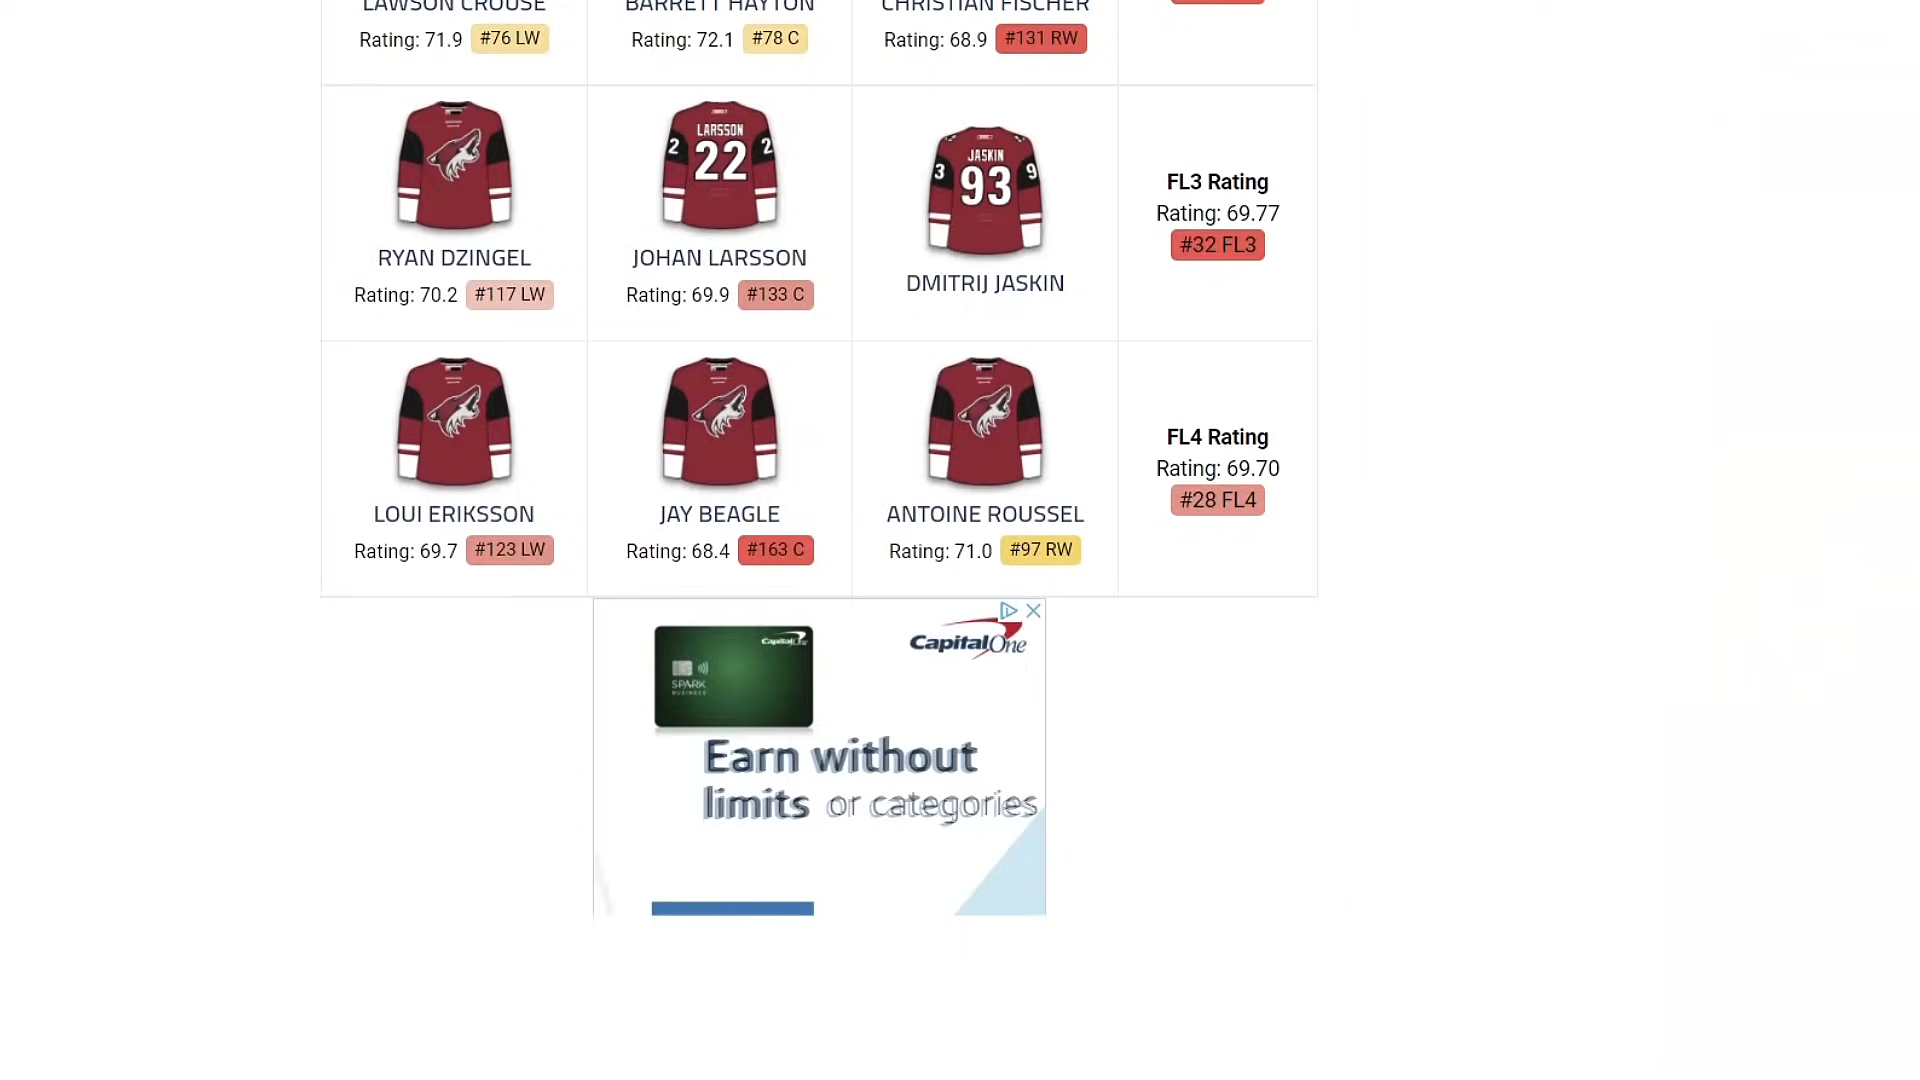 LAWSON CROUSE
Rating: 71.9 #76 LW
BARRETT HAYTON
Rating: 72.1 #78 C
CHRISTIAN FISCHER
Rating: 68.9 #131 RW
LARSSON
2 22 2
JASKIN
3 93 9
RYAN DZINGEL
Rating: 70.2 #117 LW
JOHAN LARSSON
Rating: 69.9 #133 C
DMITRIJ JASKIN
FL3 Rating
Rating: 69.77
#32 FL3
LOUI ERIKSSON
Rating: 69.7 #123 LW
JAY BEAGLE
Rating: 68.4 #163 C
ANTOINE ROUSSEL
Rating: 71.0 #97 RW
FL4 Rating
Rating: 69.70
#28 FL4
CapitalOne
SPARK
BUSINESS
CapitalOne
Earn without
limits or categories